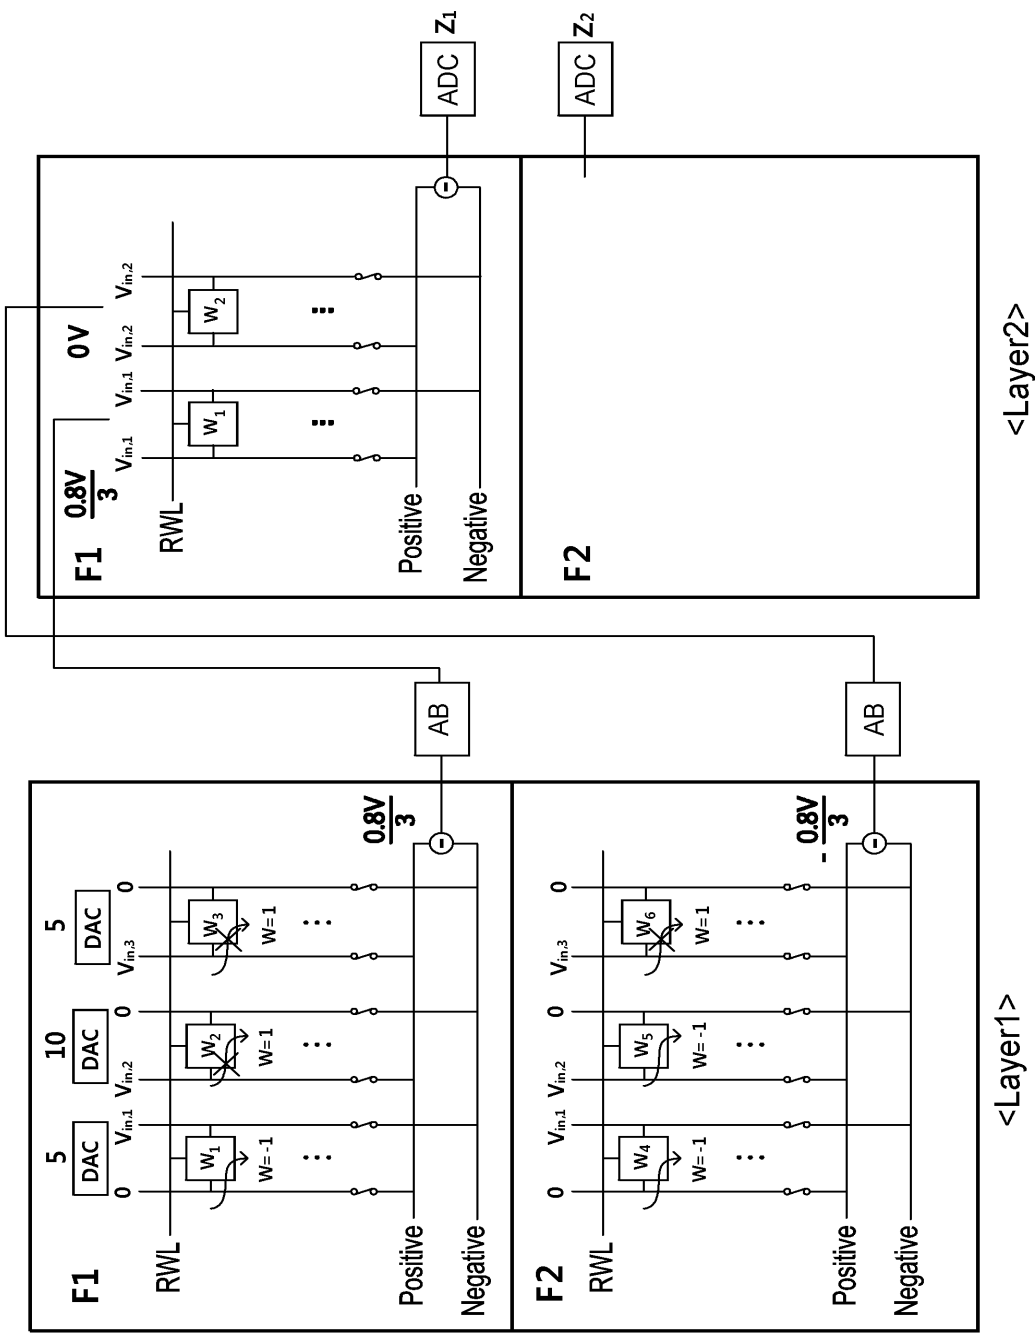 F1
5
10
5
DAC
DAC
DAC
0
Vin,1
Vin,2
0
Vin,3
0
RWL
W1
W2
W3
W= -1
W= 1
W= 1
Positive
Negative
0.8V
3
-
AB
F2
0
Vin,1
Vin,2
0
Vin,3
0
RWL
W4
W5
W6
W= -1
W= -1
W= 1
Positive
Negative
- 0.8V
3
-
AB
<Layer1>
F1
0.8V
3
0V
Vin,1
Vin,1
Vin,2
Vin,2
RWL
W1
W2
Positive
Negative
-
ADC
Z1
F2
ADC
Z2
<Layer2>